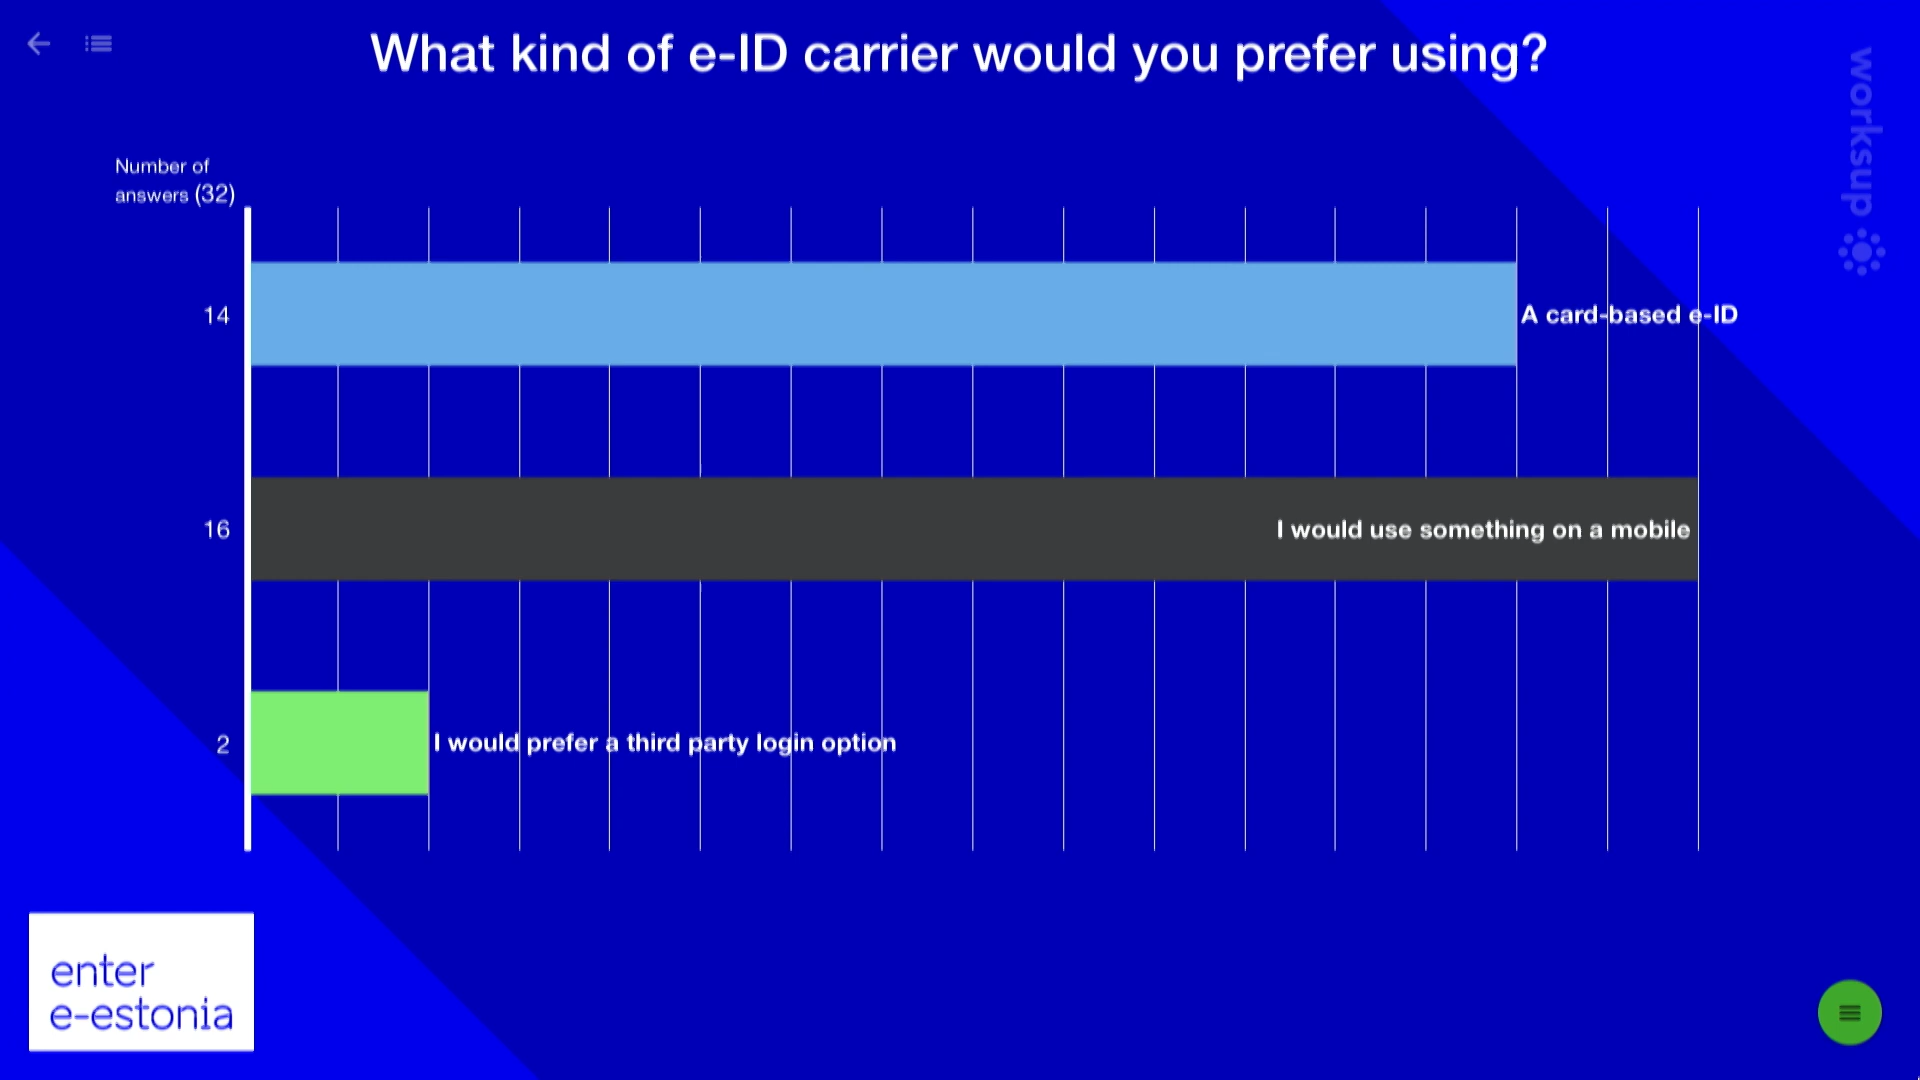 What kind of e-ID carrier would you prefer using?
worksup
Number of
answers (32)
14
A card-based e-ID
16
I would use something on a mobile
2
I would prefer a third party login option
enter
e-estonia